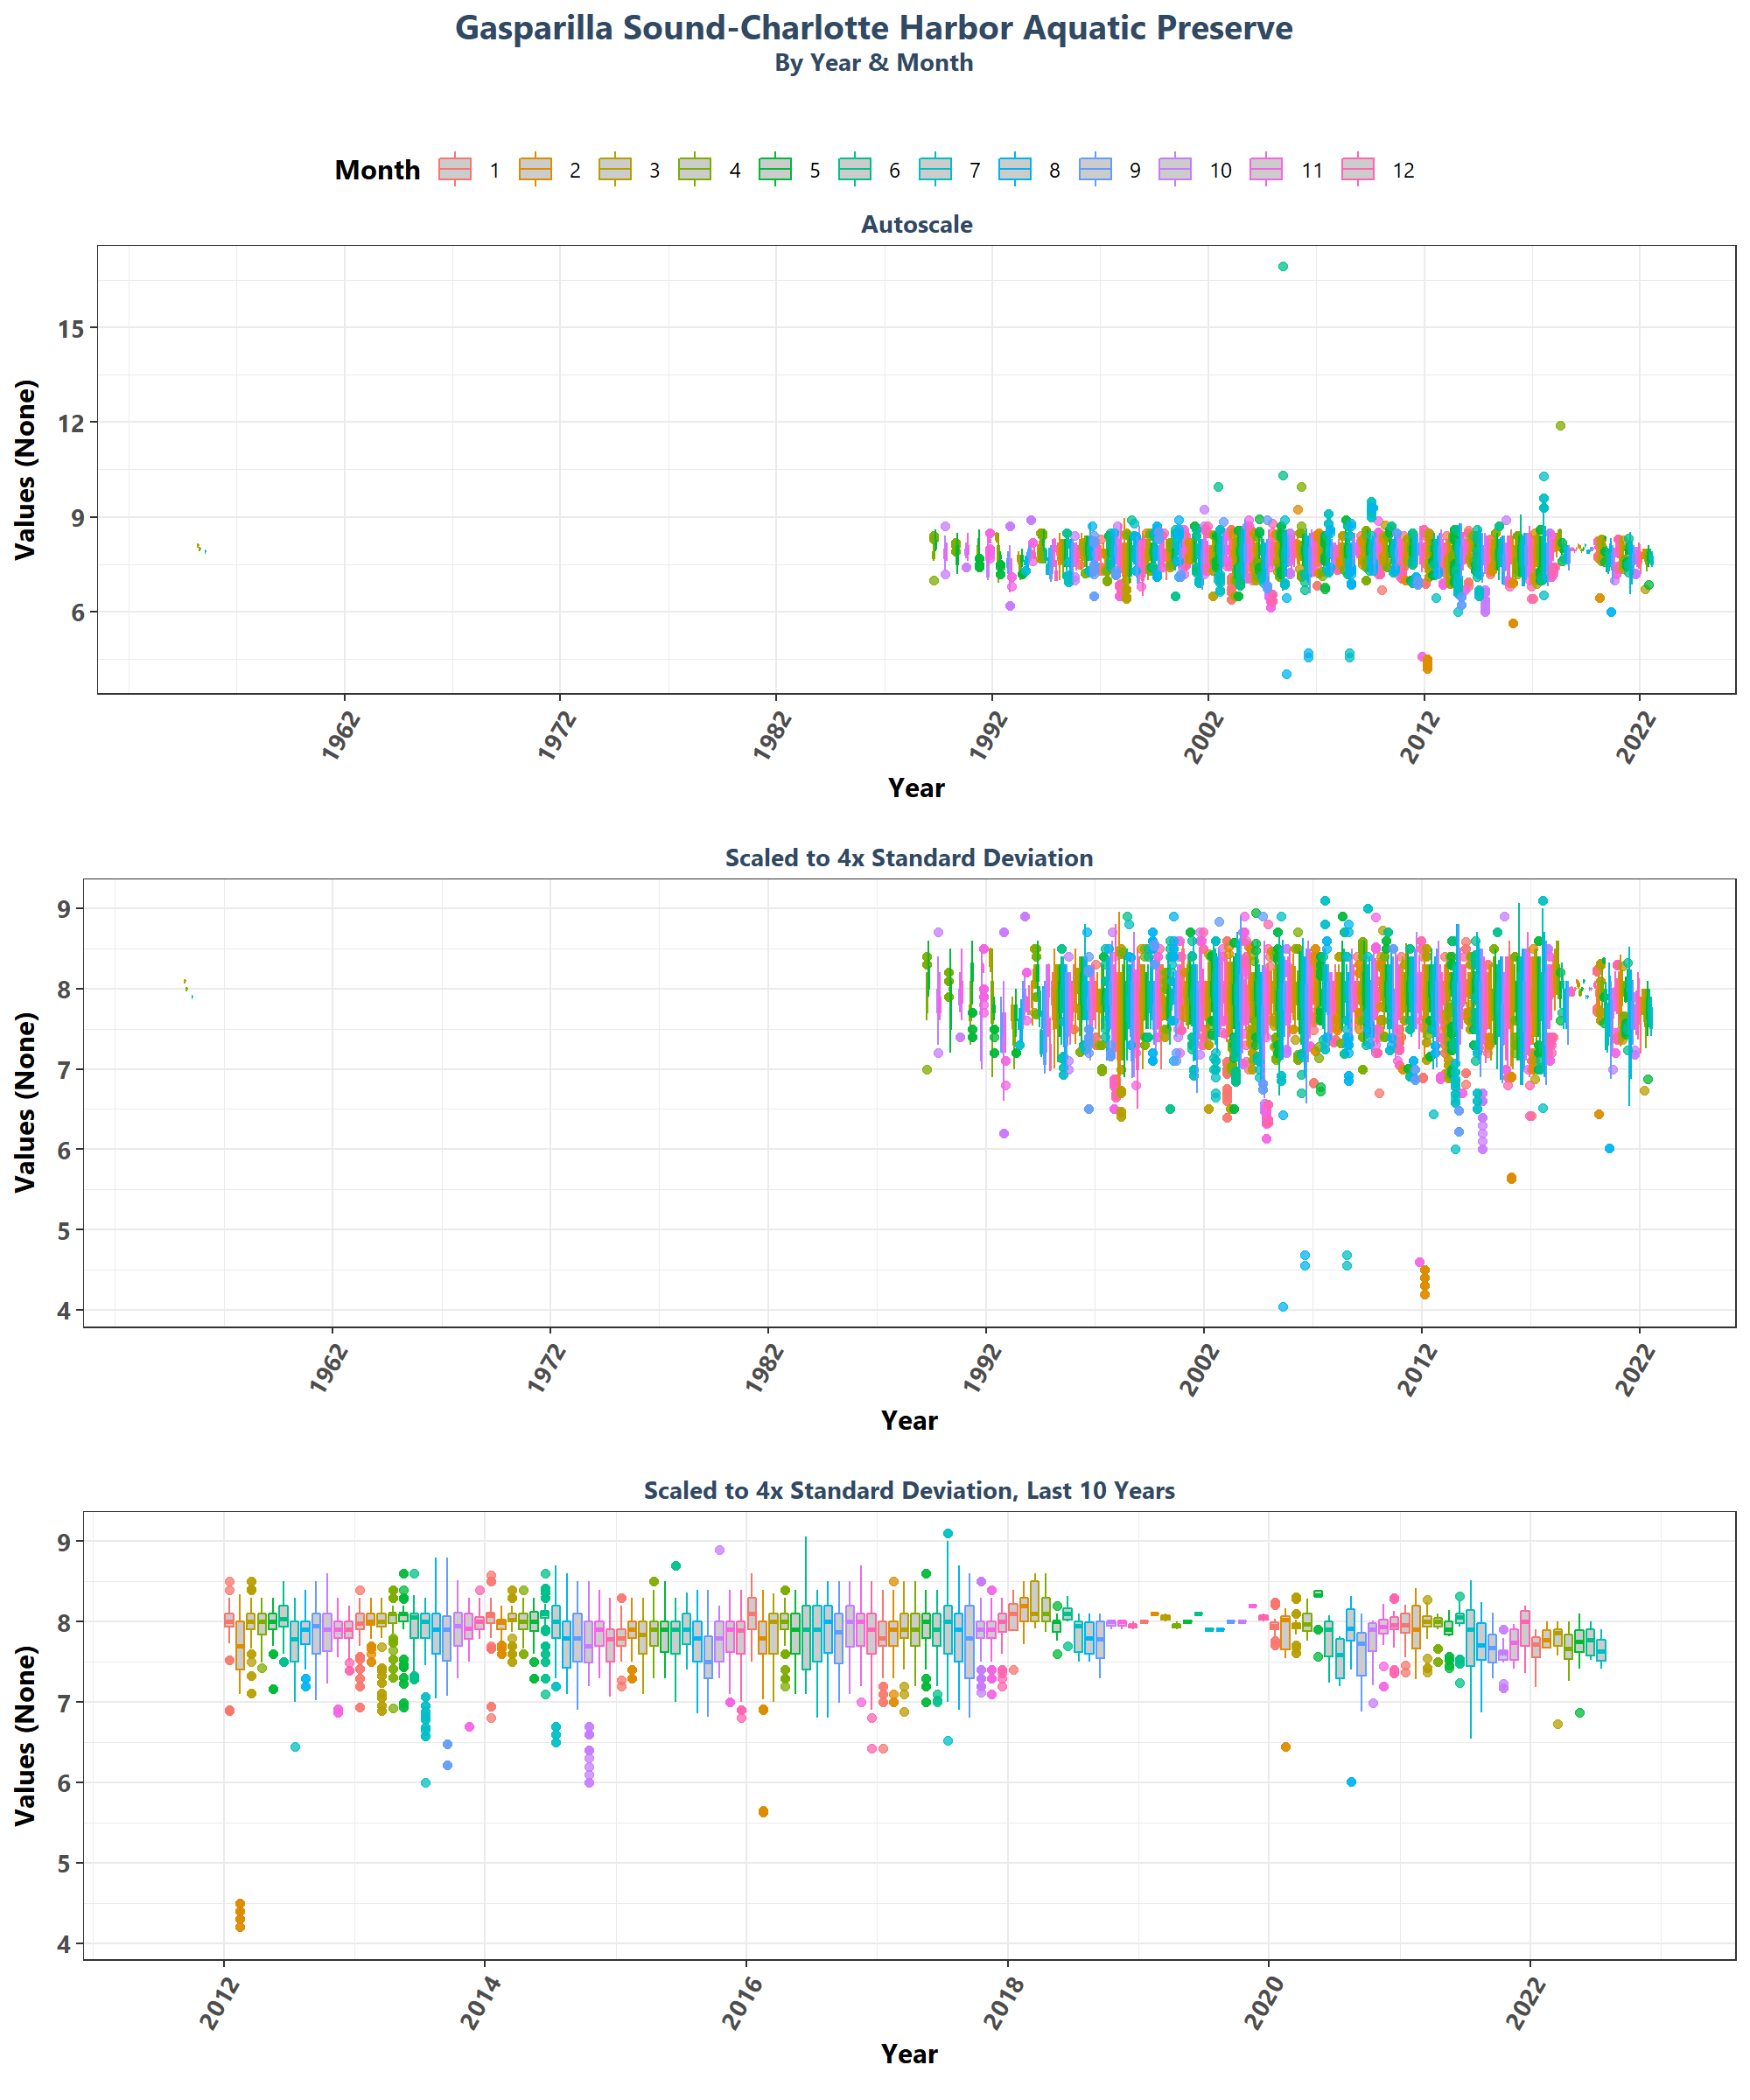 Gasparilla Sound-Charlotte Harbor Aquatic Preserve
By Year & Month
Month 1 2 3 4 5 6 7 8 9 10 11 12
Autoscale
Values (None)
15
12
9
6
1962 1972 1982 1992 2002 2012 2022
Year
Scaled to 4x Standard Deviation
Values (None)
9
8
7
6
5
4
1962 1972 1982 1992 2002 2012 2022
Year
Scaled to 4x Standard Deviation, Last 10 Years
Values (None)
9
8
7
6
5
4
2012 2014 2016 2018 2020 2022
Year